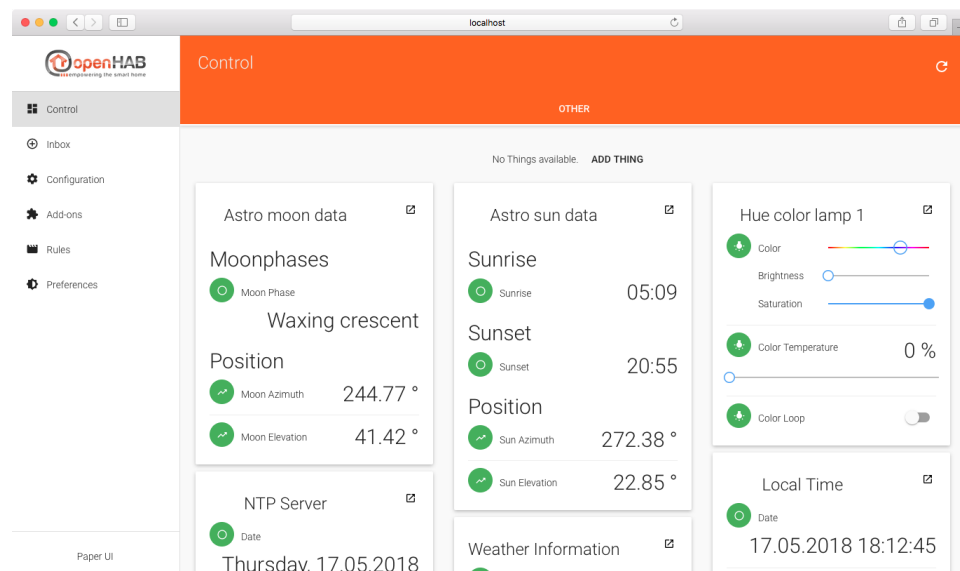 localhost
openHAB
empowering the smart home
Control
Inbox
Configuration
Add-ons
Rules
Preferences
Paper UI
Control
OTHER
No Things available. ADD THING
Astro moon data
Moonphases
Moon Phase
Waxing crescent
Position
Moon Azimuth 244.77 °
Moon Elevation 41.42 °
NTP Server
Date
Thursday, 17.05.2018
Astro sun data
Sunrise
Sunrise 05:09
Sunset
Sunset 20:55
Position
Sun Azimuth 272.38 °
Sun Elevation 22.85 °
Weather Information
Hue color lamp 1
Color
Brightness
Saturation
Color Temperature 0 %
Color Loop
Local Time
Date
17.05.2018 18:12:45